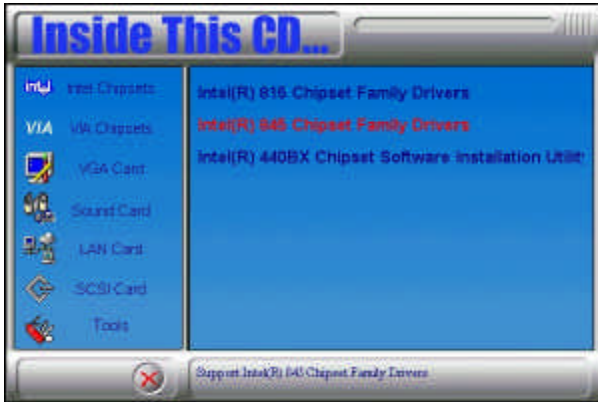 Inside This CD...
intel Intel Chipsets
VIA VIA Chipsets
VGA Card
Sound Card
LAN Card
SCSI Card
Tools
Intel(R) 815 Chipset Family Drivers
Intel(R) 845 Chipset Family Drivers
Intel(R) 440BX Chipset Software Installation Utilit
Support Intel(R) 845 Chipset Family Drivers